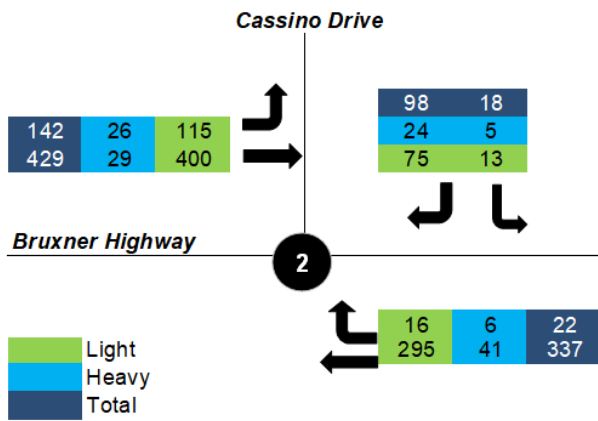 Cassino Drive
142 26 115
429 29 400
98 18
24 5
75 13
Bruxner Highway
2
16 6 22
295 41 337
Light
Heavy
Total